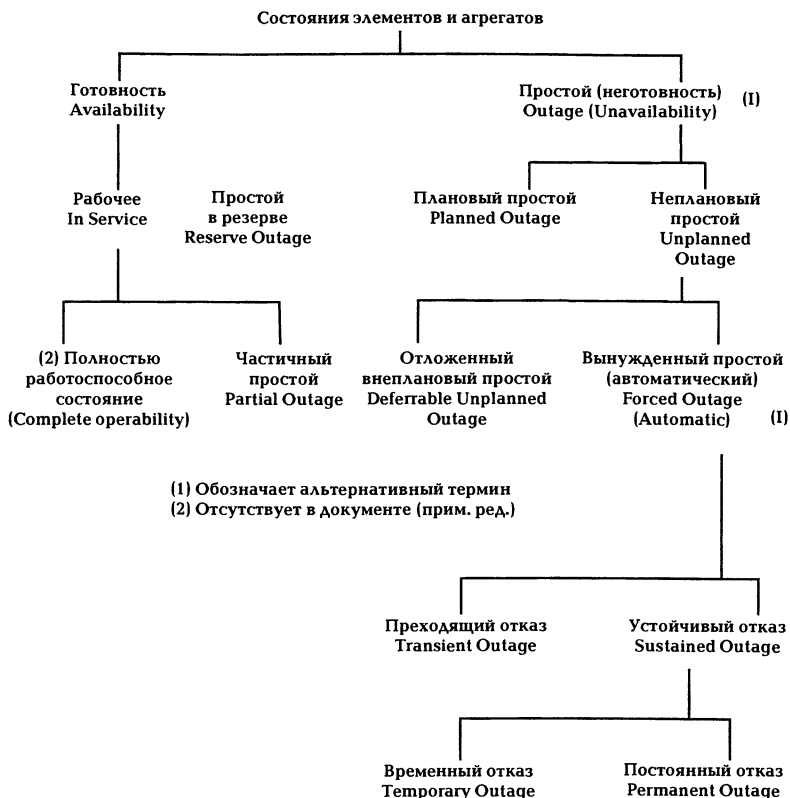 Состояния элементов и агрегатов
Готовность
Availability
Простой (неготовность)
Outage (Unavailability)
(I)
Рабочее
In Service
Простой
в резерве
Reserve Outage
Плановый простой
Planned Outage
Неплановый
простой
Unplanned
Outage
(2) Полностью
работоспособное
состояние
(Complete operability)
Частичный
простой
Partial Outage
Отложенный
внеплановый простой
Deferrable Unplanned
Outage
Вынужденный простой
(автоматический)
Forced Outage
(Automatic)
(I)
(1) Обозначает альтернативный термин
(2) Отсутствует в документе (прим. ред.)
Преходящий отказ
Transient Outage
Устойчивый отказ
Sustained Outage
Временный отказ
Temporary Outage
Постоянный отказ
Permanent Outage